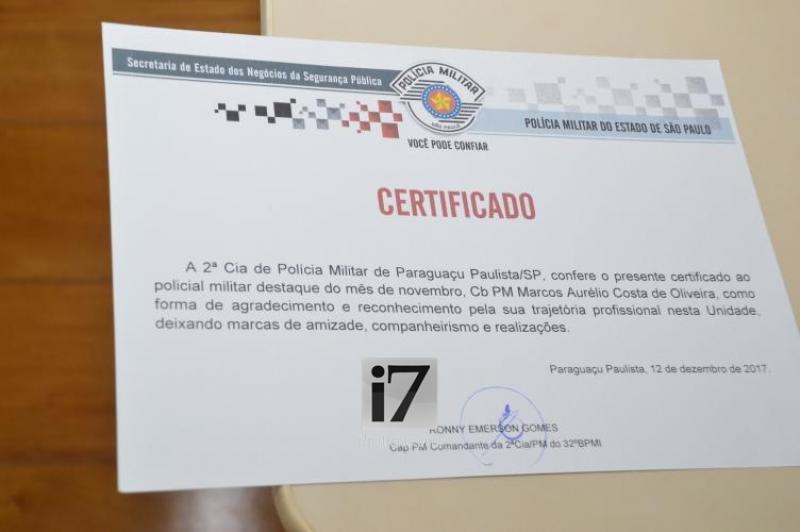 Secretaria de Estado dos Negócios da Segurança Pública
POLÍCIA MILITAR
SÃO PAULO
POLÍCIA MILITAR DO ESTADO DE SÃO PAULO
VOCÊ PODE CONFIAR
CERTIFICADO
A 2ª Cia de Polícia Militar de Paraguaçu Paulista/SP, confere o presente certificado ao
policial militar destaque do mês de novembro, Cb PM Marcos Aurélio Costa de Oliveira, como
forma de agradecimento e reconhecimento pela sua trajetória profissional nesta Unidade,
deixando marcas de amizade, companheirismo e realizações.
Paraguaçu Paulista, 12 de dezembro de 2017.
i7
RONNY EMERSON GOMES
Cap PM Comandante da 2ªCia/PM do 32ºBPMI